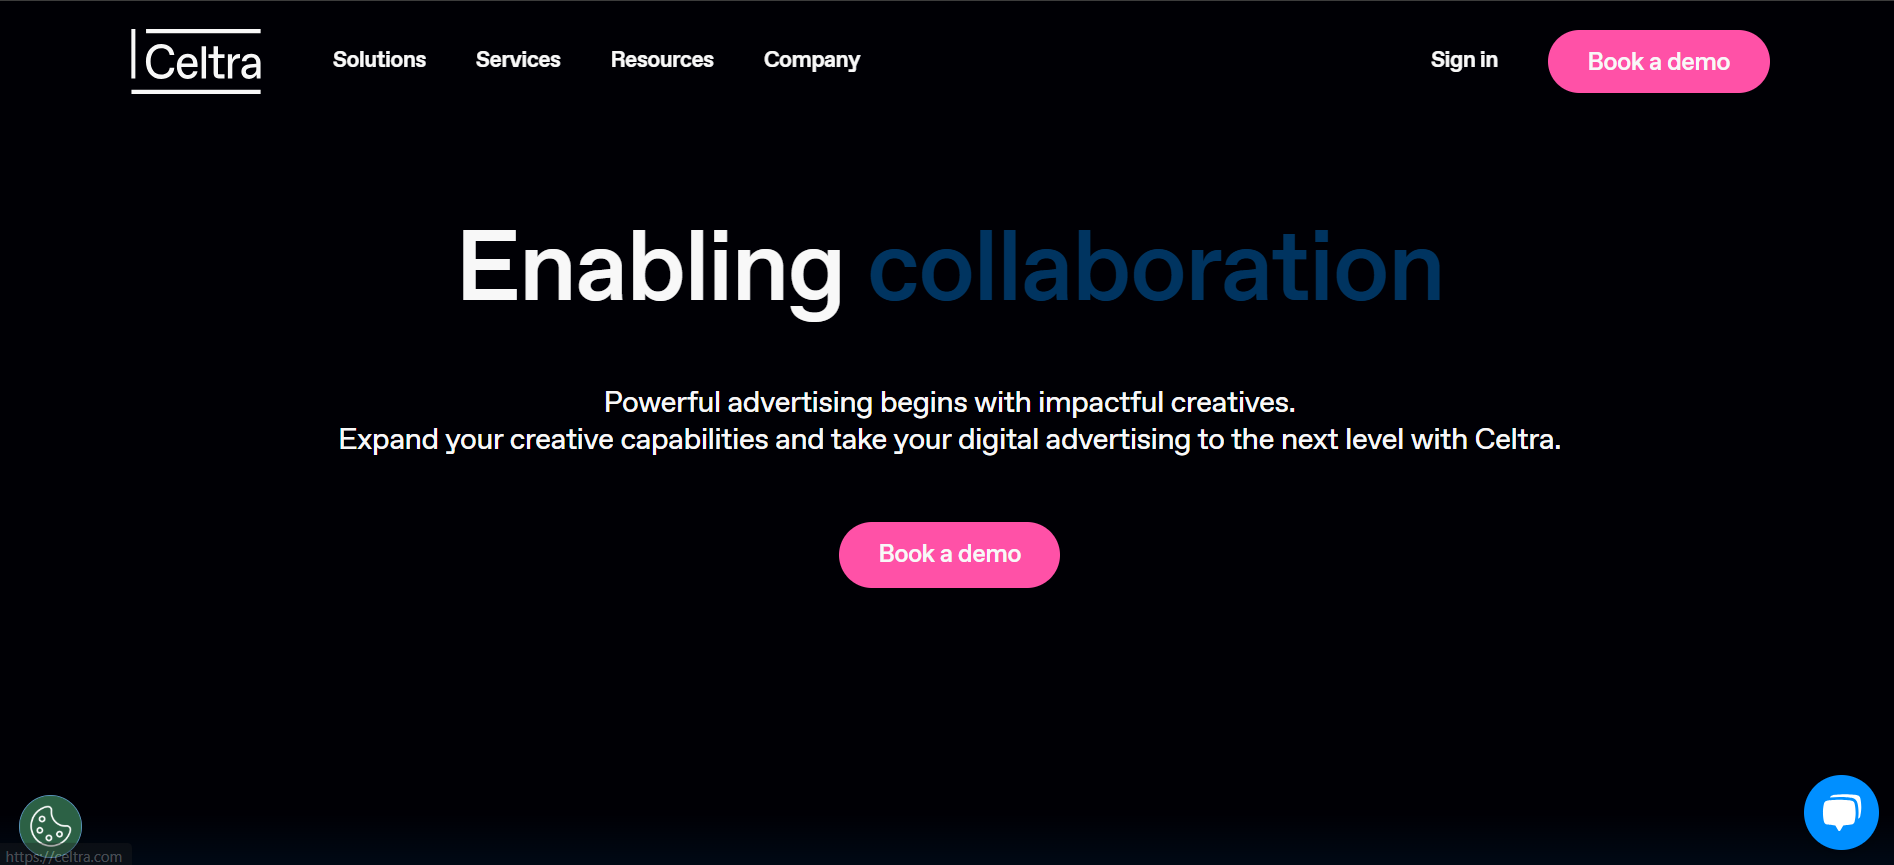 Celtra
Solutions Services Resources Company
Sign in
Book a demo
Enabling collaboration
Powerful advertising begins with impactful creatives.
Expand your creative capabilities and take your digital advertising to the next level with Celtra.
Book a demo
https://celtra.com